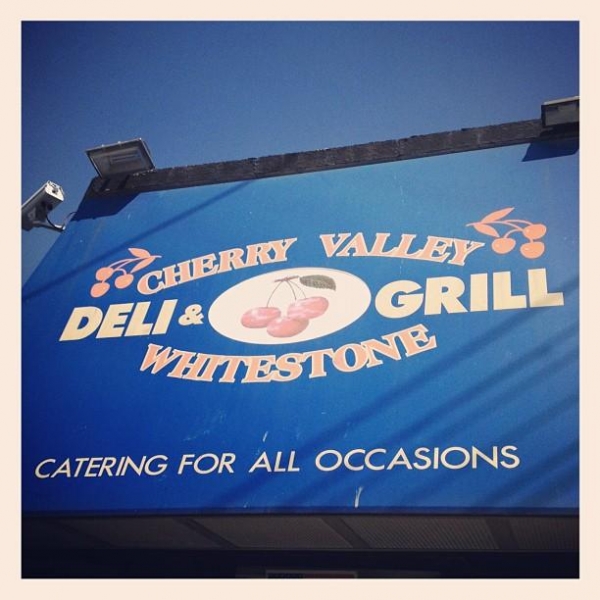 CHERRY VALLEY
DELI & GRILL
WHITESTONE
CATERING FOR ALL OCCASIONS